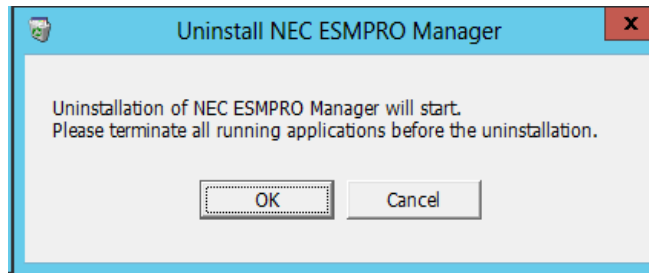 Uninstall NEC ESMPRO Manager
x
Uninstallation of NEC ESMPRO Manager will start.
Please terminate all running applications before the uninstallation.
OK
Cancel